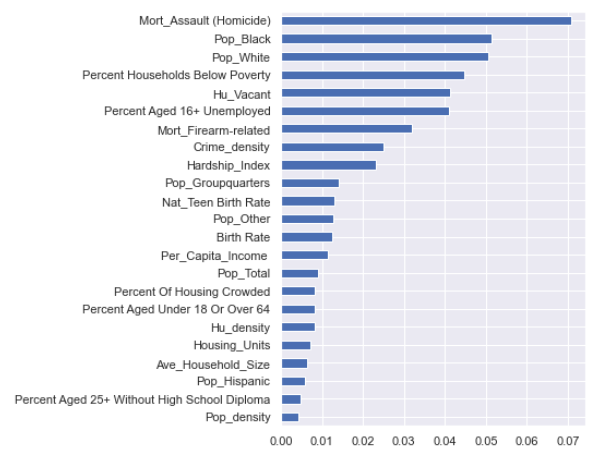 Mort_Assault (Homicide)
Pop_Black
Pop_White
Percent Households Below Poverty
Hu_Vacant
Percent Aged 16+ Unemployed
Mort_Firearm-related
Crime_density
Hardship_Index
Pop_Groupquarters
Nat_Teen Birth Rate
Pop_Other
Birth Rate
Per_Capita_Income
Pop_Total
Percent Of Housing Crowded
Percent Aged Under 18 Or Over 64
Hu_density
Housing_Units
Ave_Household_Size
Pop_Hispanic
Percent Aged 25+ Without High School Diploma
Pop_density
0.00 0.01 0.02 0.03 0.04 0.05 0.06 0.07